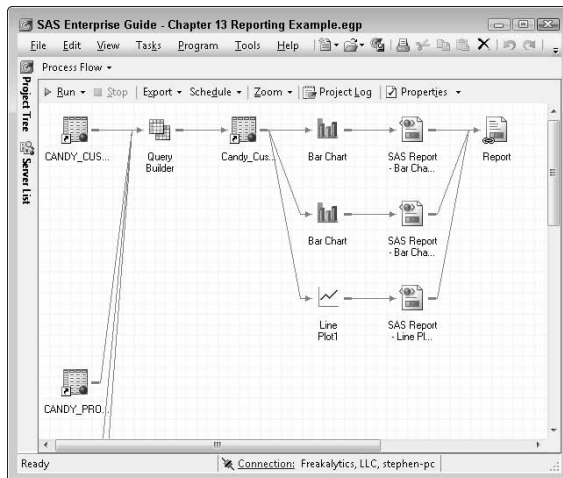 SAS Enterprise Guide - Chapter 13 Reporting Example.egp
File Edit View Tasks Program Tools Help
Process Flow
Run Stop Export Schedule Zoom Project Log Properties
Project Tree
Server List
CANDY_CUS...
Query
Builder
Candy_Cus...
Bar Chart
SAS Report
- Bar Cha...
Report
Bar Chart
SAS Report
- Bar Cha...
Line
Plot1
SAS Report
- Line Pl...
CANDY_PRO...
Ready
Connection: Freakalytics, LLC, stephen-pc